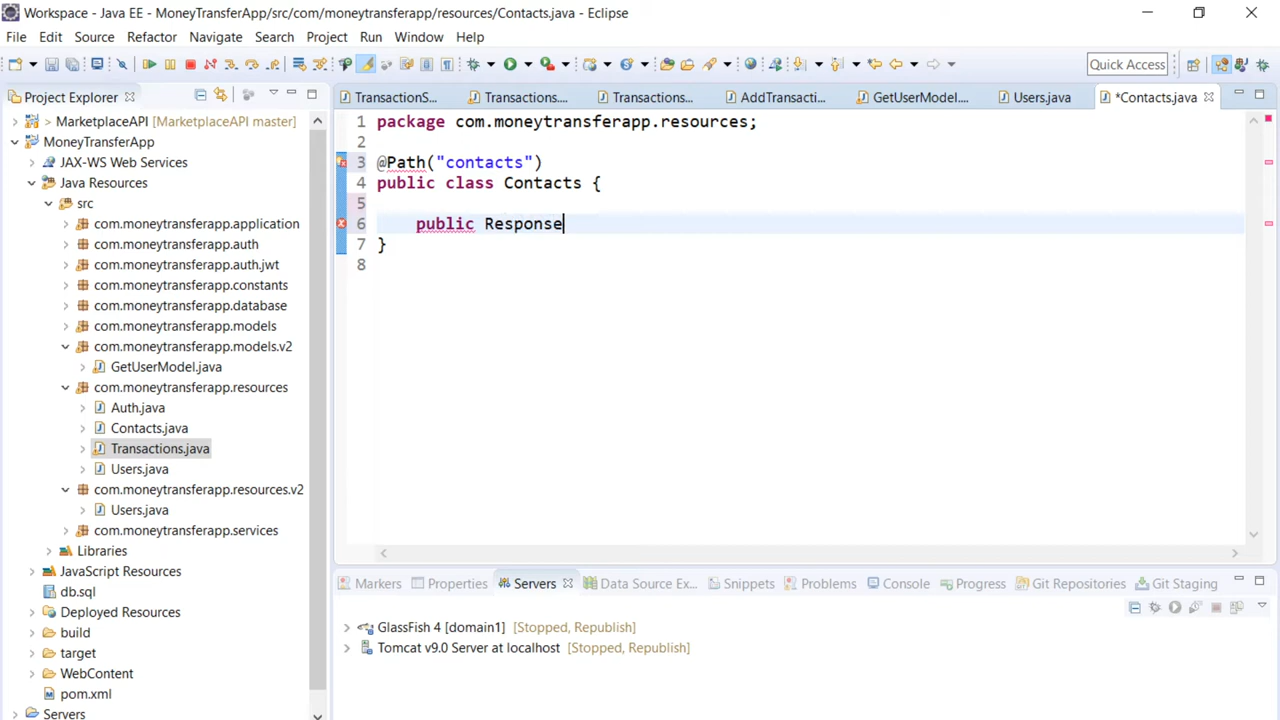 Workspace - Java EE - MoneyTransferApp/src/com/moneytransferapp/resources/Contacts.java - Eclipse
File Edit Source Refactor Navigate Search Project Run Window Help
Quick Access
Project Explorer
TransactionS... Transactions.... Transactions... AddTransacti... GetUserModel.... Users.java *Contacts.java
> MarketplaceAPI [MarketplaceAPI master]
MoneyTransferApp
JAX-WS Web Services
Java Resources
src
com.moneytransferapp.application
com.moneytransferapp.auth
com.moneytransferapp.auth.jwt
com.moneytransferapp.constants
com.moneytransferapp.database
com.moneytransferapp.models
com.moneytransferapp.models.v2
GetUserModel.java
com.moneytransferapp.resources
Auth.java
Contacts.java
Transactions.java
Users.java
com.moneytransferapp.resources.v2
Users.java
com.moneytransferapp.services
Libraries
JavaScript Resources
db.sql
Deployed Resources
build
target
WebContent
pom.xml
Servers
1 package com.moneytransferapp.resources;
2
3 @Path("contacts")
4 public class Contacts {
5
6 public Response
7 }
8
Markers Properties Servers Data Source Ex... Snippets Problems Console Progress Git Repositories Git Staging
GlassFish 4 [domain1] [Stopped, Republish]
Tomcat v9.0 Server at localhost [Stopped, Republish]